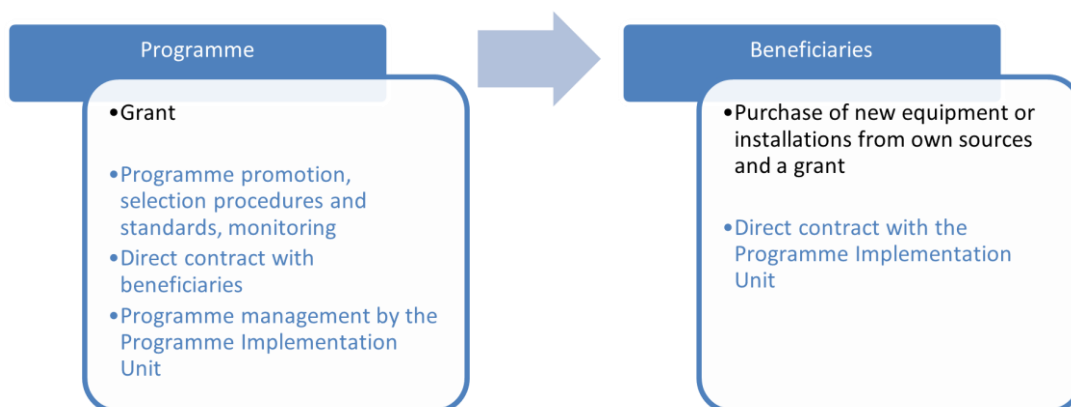 Programme
•Grant
•Programme promotion,
selection procedures and
standards, monitoring
•Direct contract with
beneficiaries
•Programme management by the
Programme Implementation
Unit
Beneficiaries
•Purchase of new equipment or
installations from own sources
and a grant
•Direct contract with the
Programme Implementation
Unit